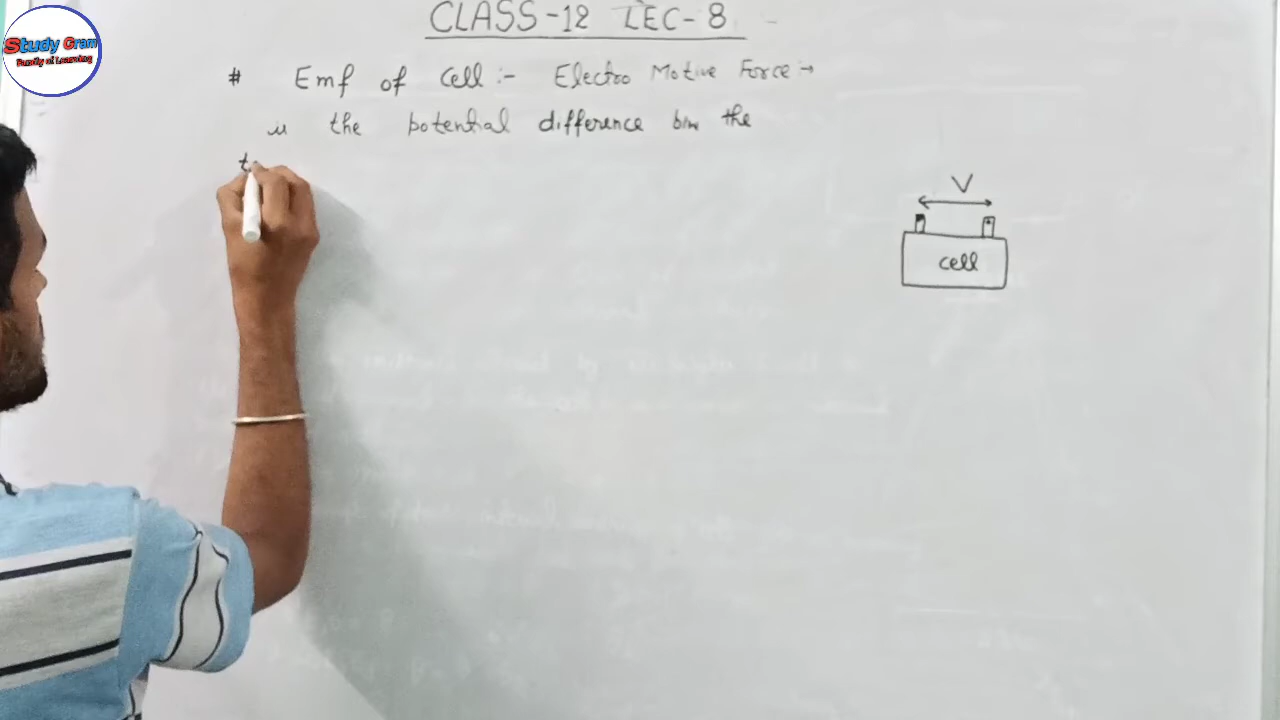 Study Gram
Family of Learning
CLASS-12 LEC-8
# Emf of Cell :- Electro Motive Force :→
is the potential difference b/w the
t
V
cell